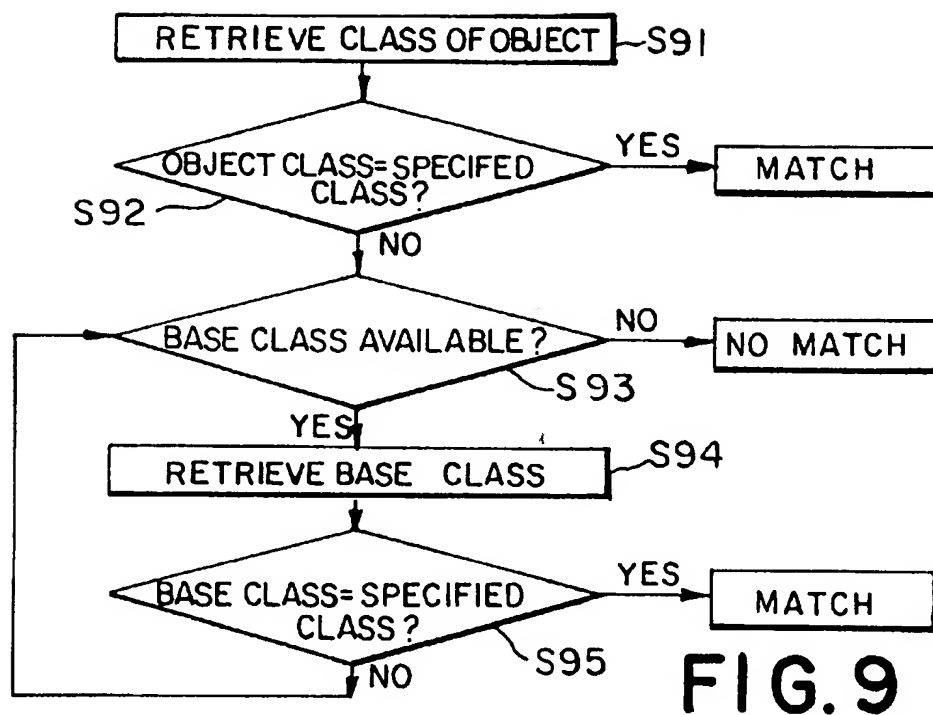 RETRIEVE CLASS OF OBJECT
S91
OBJECT CLASS=SPECIFED
CLASS?
YES
MATCH
S92
NO
BASE CLASS AVAILABLE?
NO
NO MATCH
S93
YES
RETRIEVE BASE CLASS
S94
BASE CLASS=SPECIFIED
CLASS?
YES
MATCH
S95
NO
FIG. 9